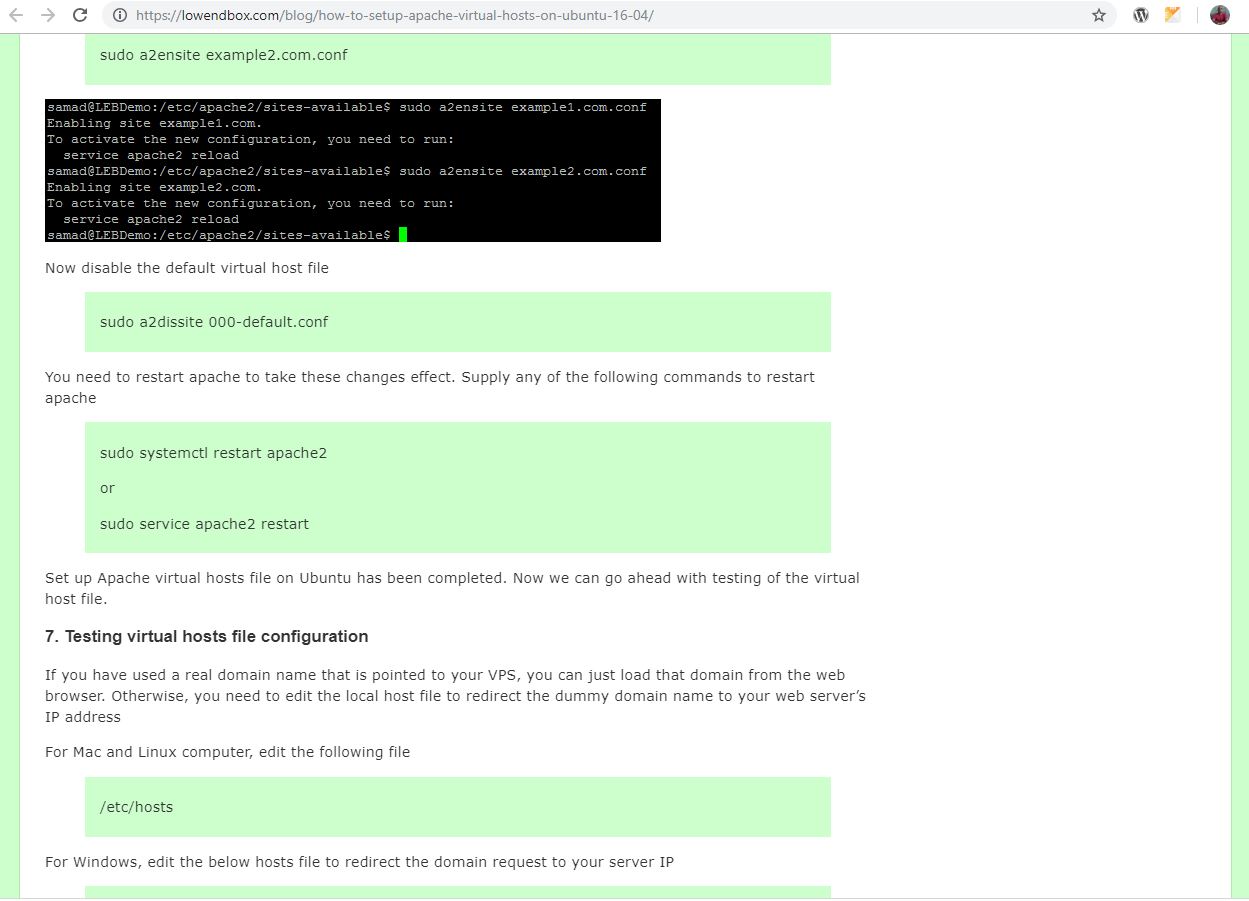 https://lowendbox.com/blog/how-to-setup-apache-virtual-hosts-on-ubuntu-16-04/
sudo a2ensite example2.com.conf
samad@LEBDemo:/etc/apache2/sites-available$ sudo a2ensite example1.com.conf
Enabling site example1.com.
To activate the new configuration, you need to run:
  service apache2 reload
samad@LEBDemo:/etc/apache2/sites-available$ sudo a2ensite example2.com.conf
Enabling site example2.com.
To activate the new configuration, you need to run:
  service apache2 reload
samad@LEBDemo:/etc/apache2/sites-available$
Now disable the default virtual host file
sudo a2dissite 000-default.conf
You need to restart apache to take these changes effect. Supply any of the following commands to restart
apache
sudo systemctl restart apache2
or
sudo service apache2 restart
Set up Apache virtual hosts file on Ubuntu has been completed. Now we can go ahead with testing of the virtual
host file.
7. Testing virtual hosts file configuration
If you have used a real domain name that is pointed to your VPS, you can just load that domain from the web
browser. Otherwise, you need to edit the local host file to redirect the dummy domain name to your web server’s
IP address
For Mac and Linux computer, edit the following file
/etc/hosts
For Windows, edit the below hosts file to redirect the domain request to your server IP